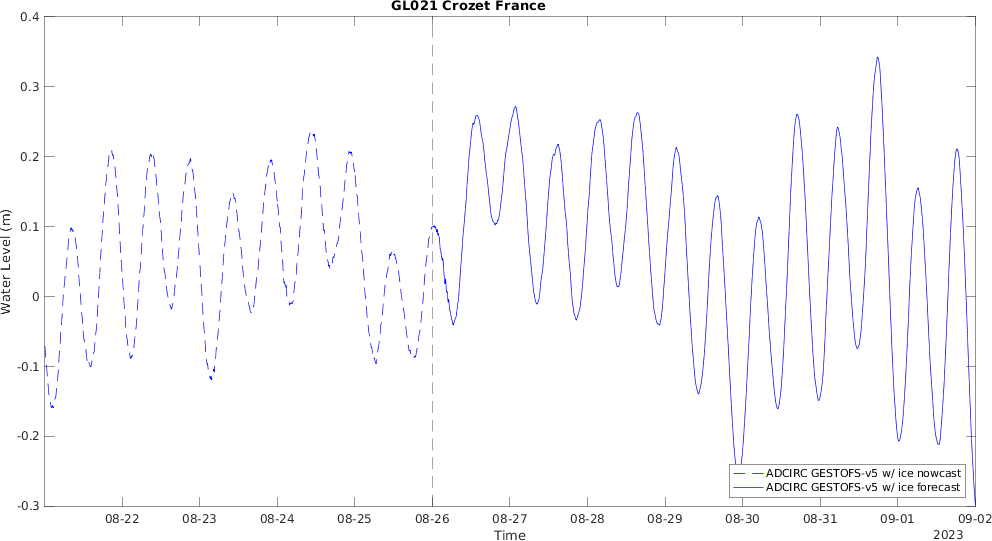 GL021 Crozet France
0.4
0.3
0.2
0.1
0
-0.1
-0.2
-0.3
Water Level (m)
ADCIRC GESTOFS-v5 w/ ice nowcast
ADCIRC GESTOFS-v5 w/ ice forecast
08-22 08-23 08-24 08-25 08-26 08-27 08-28 08-29 08-30 08-31 09-01 09-02
Time
2023